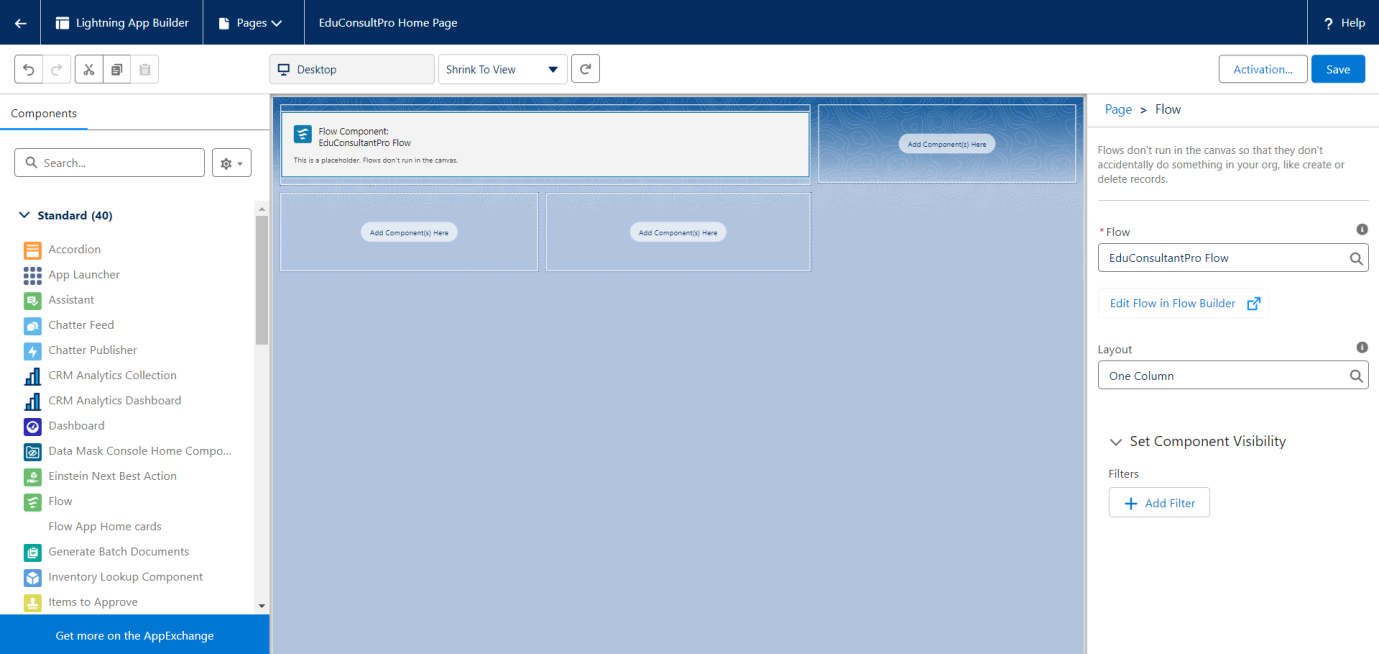 Lightning App Builder
Pages
EduConsultPro Home Page
? Help
Desktop
Shrink To View
Activation...
Save
Components
Search...
Standard (40)
Accordion
App Launcher
Assistant
Chatter Feed
Chatter Publisher
CRM Analytics Collection
CRM Analytics Dashboard
Dashboard
Data Mask Console Home Compo...
Einstein Next Best Action
Flow
Flow App Home cards
Generate Batch Documents
Inventory Lookup Component
Items to Approve
Get more on the AppExchange
Flow Component:
EduConsultantPro Flow
This is a placeholder. Flows don't run in the canvas.
Add Component(s) Here
Add Component(s) Here
Add Component(s) Here
Page > Flow
Flows don't run in the canvas so that they don't
accidentally do something in your org, like create or
delete records.
* Flow
EduConsultantPro Flow
Edit Flow in Flow Builder
Layout
One Column
Set Component Visibility
Filters
+ Add Filter